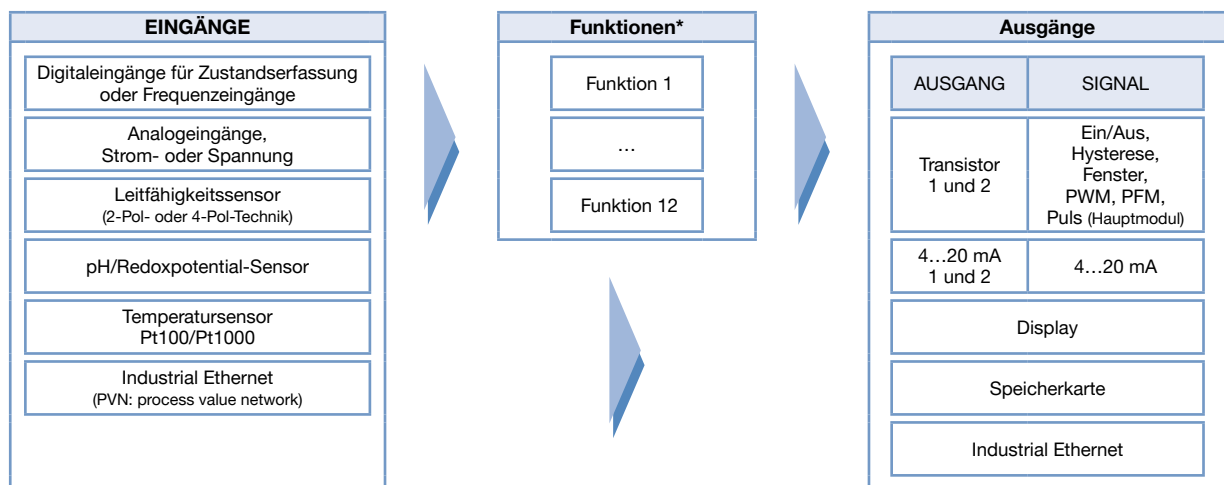 EINGÄNGE
Digitaleingänge für Zustandserfassung
oder Frequenzeingänge
Analogeingänge,
Strom- oder Spannung
Leitfähigkeitssensor
(2-Pol- oder 4-Pol-Technik)
pH/Redoxpotential-Sensor
Temperatursensor
Pt100/Pt1000
Industrial Ethernet
(PVN: process value network)
Funktionen*
Funktion 1
...
Funktion 12
Ausgänge
AUSGANG
SIGNAL
Transistor
1 und 2
Ein/Aus,
Hysterese,
Fenster,
PWM, PFM,
Puls (Hauptmodul)
4...20 mA
1 und 2
4...20 mA
Display
Speicherkarte
Industrial Ethernet